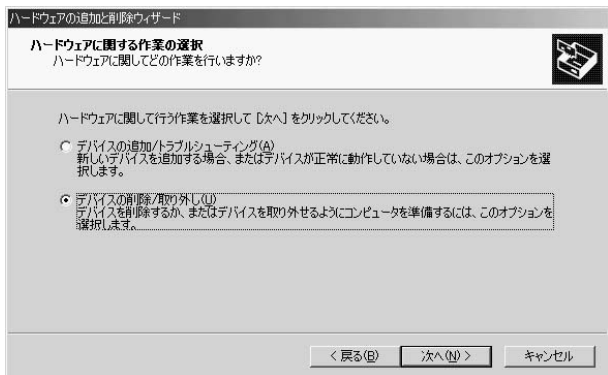 ハードウェアの追加と削除ウィザード
ハードウェアに関する作業の選択
ハードウェアに関してどの作業を行いますか?
ハードウェアに関して行う作業を選択して [次へ] をクリックしてください。
デバイスの追加/トラブルシューティング(A)
新しいデバイスを追加する場合、またはデバイスが正常に動作していない場合は、このオプションを選
択します。
デバイスの削除/取り外し(U)
デバイスを削除するか、またはデバイスを取り外せるようにコンピュータを準備するには、このオプションを
選択します。
< 戻る(B)
次へ(N) >
キャンセル